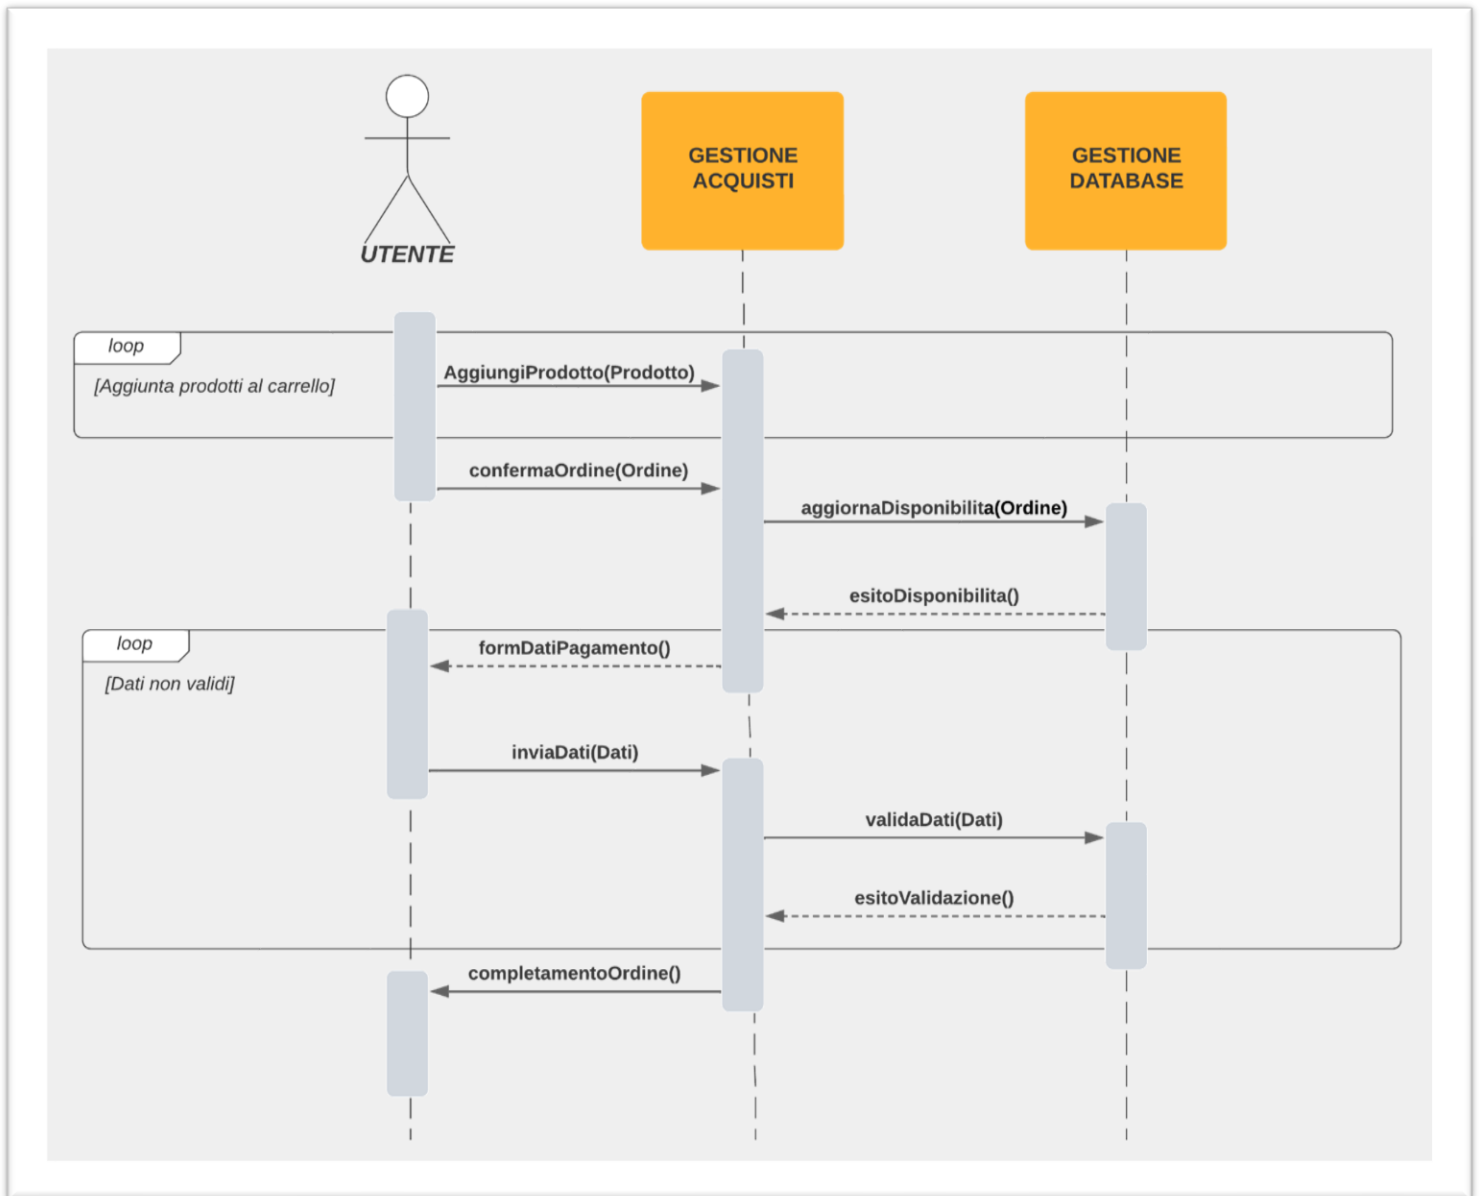 UTENTE
GESTIONE
ACQUISTI
GESTIONE
DATABASE
loop
[Aggiunta prodotti al carrello]
AggiungiProdotto(Prodotto)
confermaOrdine(Ordine)
aggiornaDisponibilita(Ordine)
esitoDisponibilita()
loop
[Dati non validi]
formDatiPagamento()
inviaDati(Dati)
validaDati(Dati)
esitoValidazione()
completamentoOrdine()